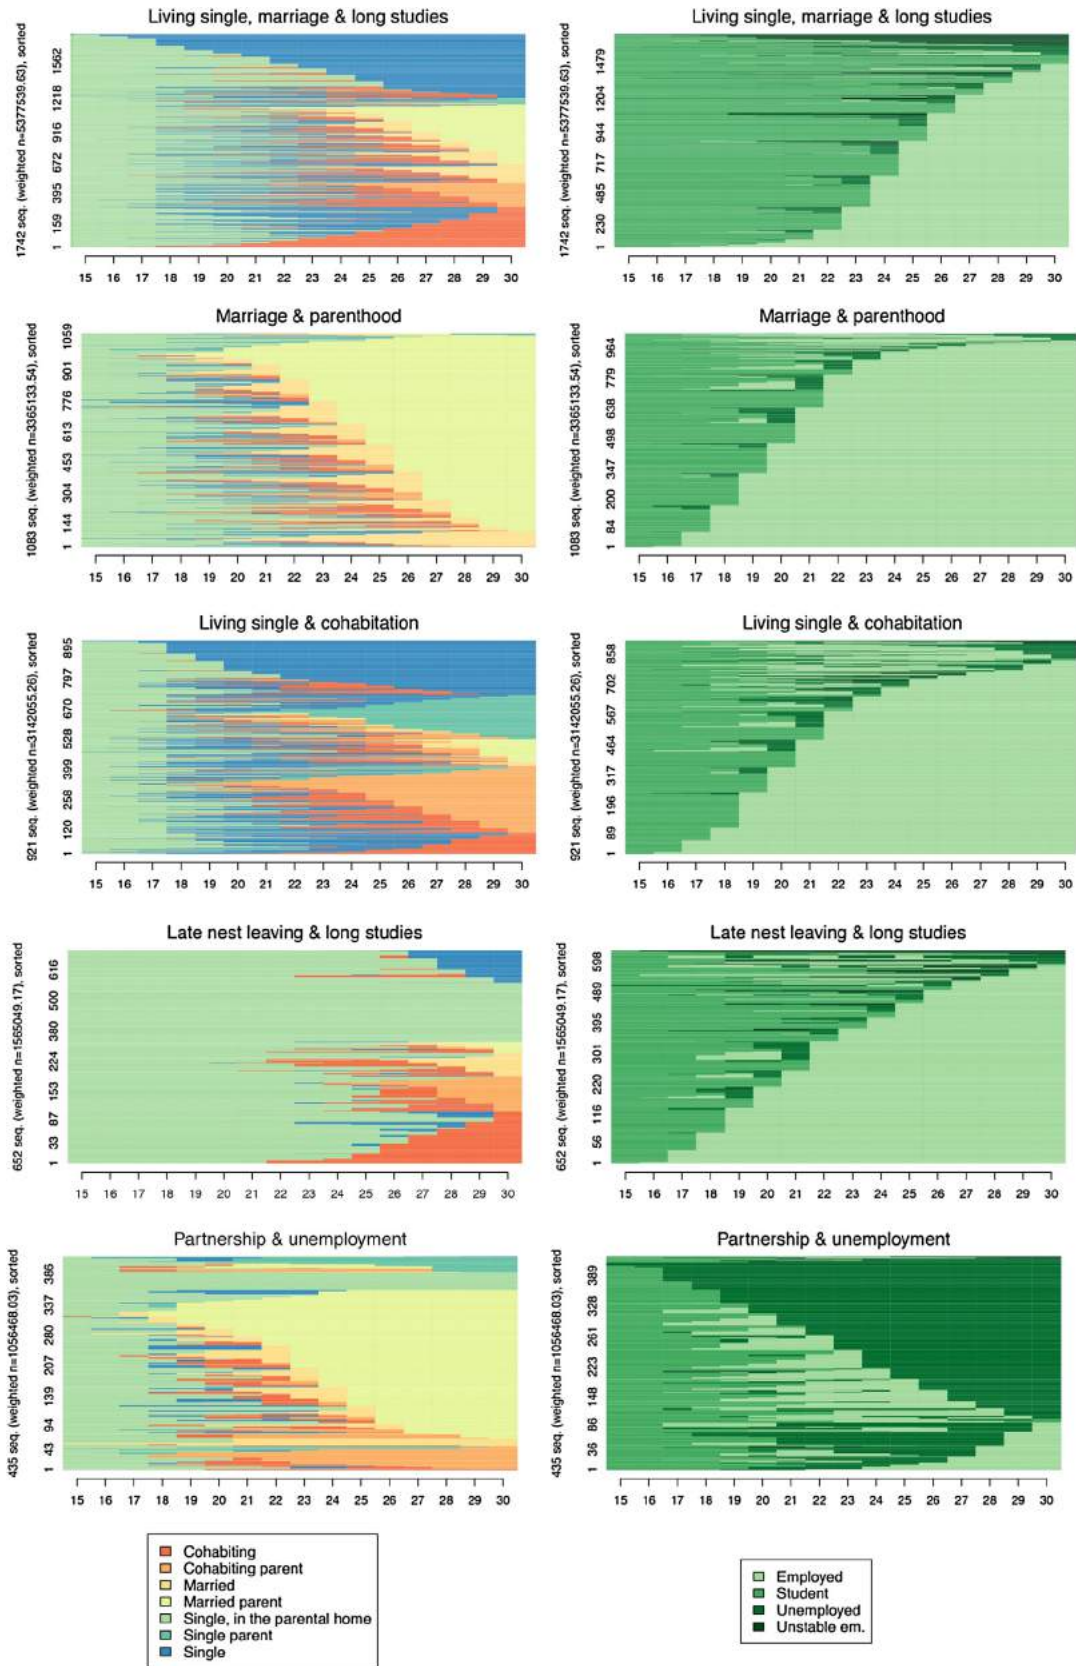 Living single, marriage & long studies
1742 seq. (weighted n=5377539.63), sorted
1 159 395 672 916 1218 1562
15 16 17 18 19 20 21 22 23 24 25 26 27 28 29 30
Living single, marriage & long studies
1742 seq. (weighted n=5377539.63), sorted
1 230 485 717 944 1204 1479
15 16 17 18 19 20 21 22 23 24 25 26 27 28 29 30
Marriage & parenthood
1083 seq. (weighted n=3365133.54), sorted
1 144 304 453 613 776 901 1059
15 16 17 18 19 20 21 22 23 24 25 26 27 28 29 30
Marriage & parenthood
1083 seq. (weighted n=3365133.54), sorted
1 84 200 347 498 638 779 964
15 16 17 18 19 20 21 22 23 24 25 26 27 28 29 30
Living single & cohabitation
921 seq. (weighted n=3142055.26), sorted
1 120 258 399 528 670 797 895
15 16 17 18 19 20 21 22 23 24 25 26 27 28 29 30
Living single & cohabitation
921 seq. (weighted n=3142055.26), sorted
1 89 196 317 464 567 702 858
15 16 17 18 19 20 21 22 23 24 25 26 27 28 29 30
Late nest leaving & long studies
652 seq. (weighted n=1565049.17), sorted
1 33 87 153 224 380 500 616
15 16 17 18 19 20 21 22 23 24 25 26 27 28 29 30
Late nest leaving & long studies
652 seq. (weighted n=1565049.17), sorted
1 56 116 220 301 395 489 598
15 16 17 18 19 20 21 22 23 24 25 26 27 28 29 30
Partnership & unemployment
435 seq. (weighted n=1056468.03), sorted
1 43 94 139 207 280 337 386
15 16 17 18 19 20 21 22 23 24 25 26 27 28 29 30
Partnership & unemployment
435 seq. (weighted n=1056468.03), sorted
1 36 86 148 223 261 328 389
15 16 17 18 19 20 21 22 23 24 25 26 27 28 29 30
Cohabiting
Cohabiting parent
Married
Married parent
Single, in the parental home
Single parent
Single
Employed
Student
Unemployed
Unstable em.